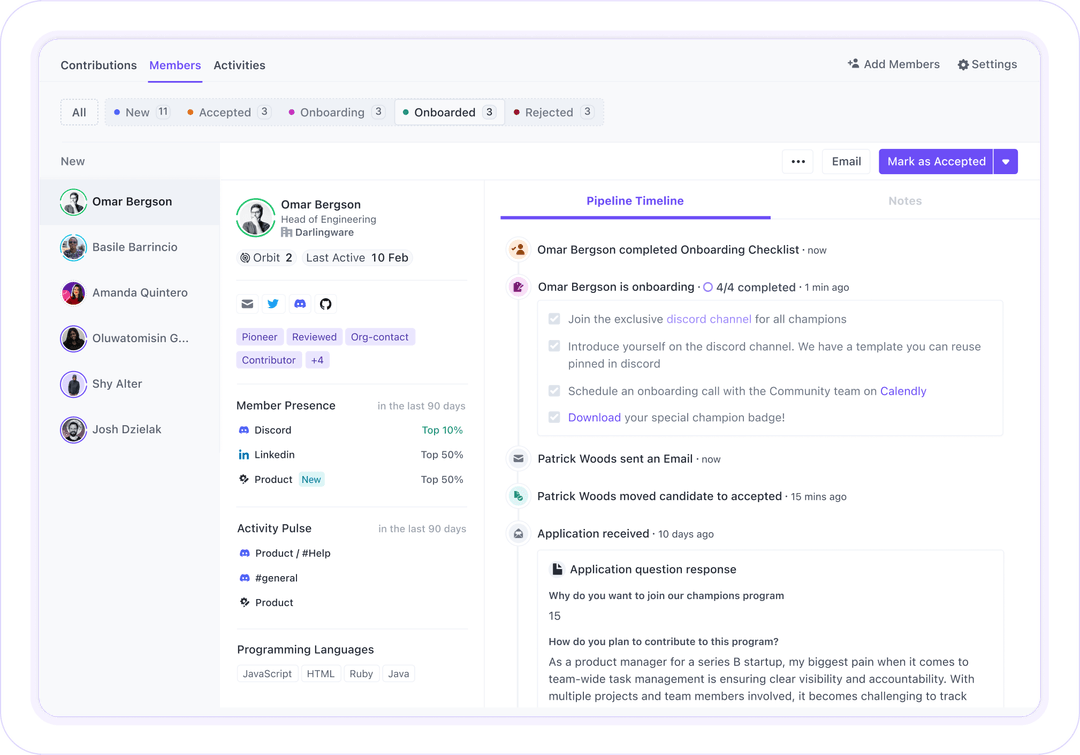 Contributions Members Activities Add Members Settings
All New 11 Accepted 3 Onboarding 3 Onboarded 3 Rejected 3
New
••• Email Mark as Accepted
Omar Bergson
Basile Barrincio
Amanda Quintero
Oluwatomisin G...
Shy Alter
Josh Dzielak
Omar Bergson
Head of Engineering
Darlingware
Orbit 2 Last Active 10 Feb
Pioneer Reviewed Org-contact
Contributor +4
Member Presence in the last 90 days
Discord Top 10%
in Linkedin Top 50%
Product New Top 50%
Activity Pulse in the last 90 days
Product / #Help
#general
Product
Programming Languages
JavaScript HTML Ruby Java
Pipeline Timeline Notes
Omar Bergson completed Onboarding Checklist · now
Omar Bergson is onboarding · 4/4 completed · 1 min ago
Join the exclusive discord channel for all champions
Introduce yourself on the discord channel. We have a template you can reuse
pinned in discord
Schedule an onboarding call with the Community team on Calendly
Download your special champion badge!
Patrick Woods sent an Email · now
Patrick Woods moved candidate to accepted · 15 mins ago
Application received · 10 days ago
Application question response
Why do you want to join our champions program
15
How do you plan to contribute to this program?
As a product manager for a series B startup, my biggest pain when it comes to
team-wide task management is ensuring clear visibility and accountability. With
multiple projects and team members involved, it becomes challenging to track